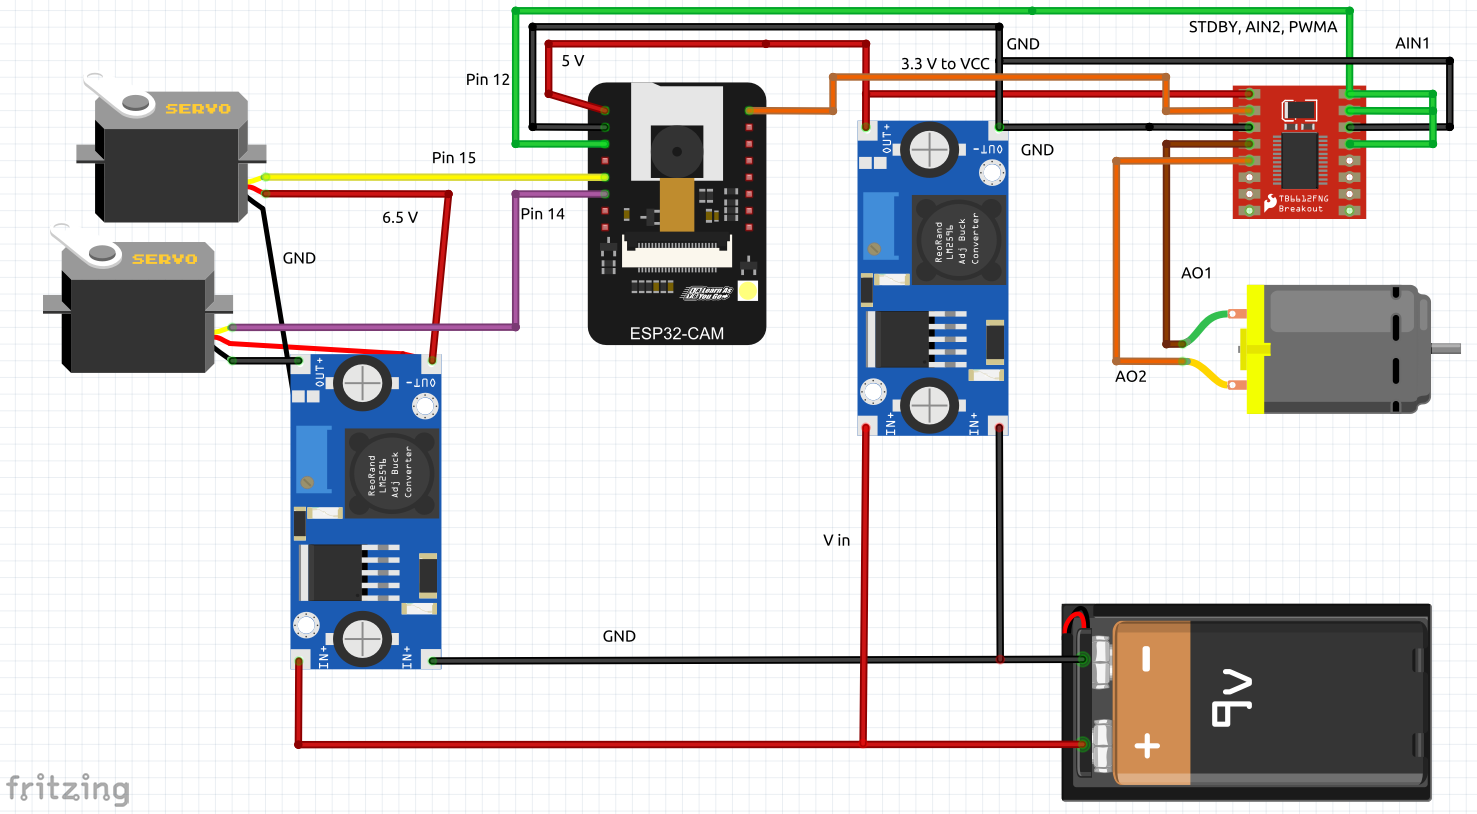 STDBY, AIN2, PWMA
GND
AIN1
5 V
3.3 V to VCC
Pin 12
SERVO
OUT+
OUT-
GND
Pin 15
Pin 14
6.5 V
TB6612FNG
Breakout
SERVO
GND
ReoRand
LM2596
Adj Buck
Converter
AO1
Learn As
You Go
ESP32-CAM
AO2
OUT+
OUT-
IN+
IN+
ReoRand
LM2596
Adj Buck
Converter
V in
GND
IN+
IN+
-
9V
+
fritzing